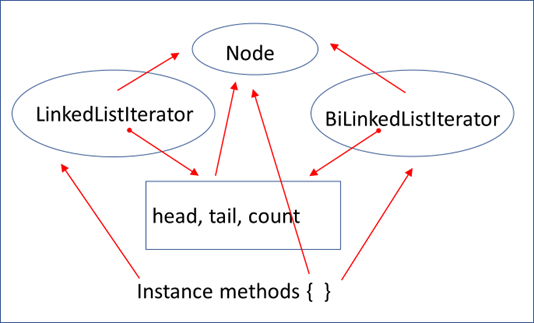 Node
LinkedListIterator
BiLinkedListIterator
head, tail, count
Instance methods { }